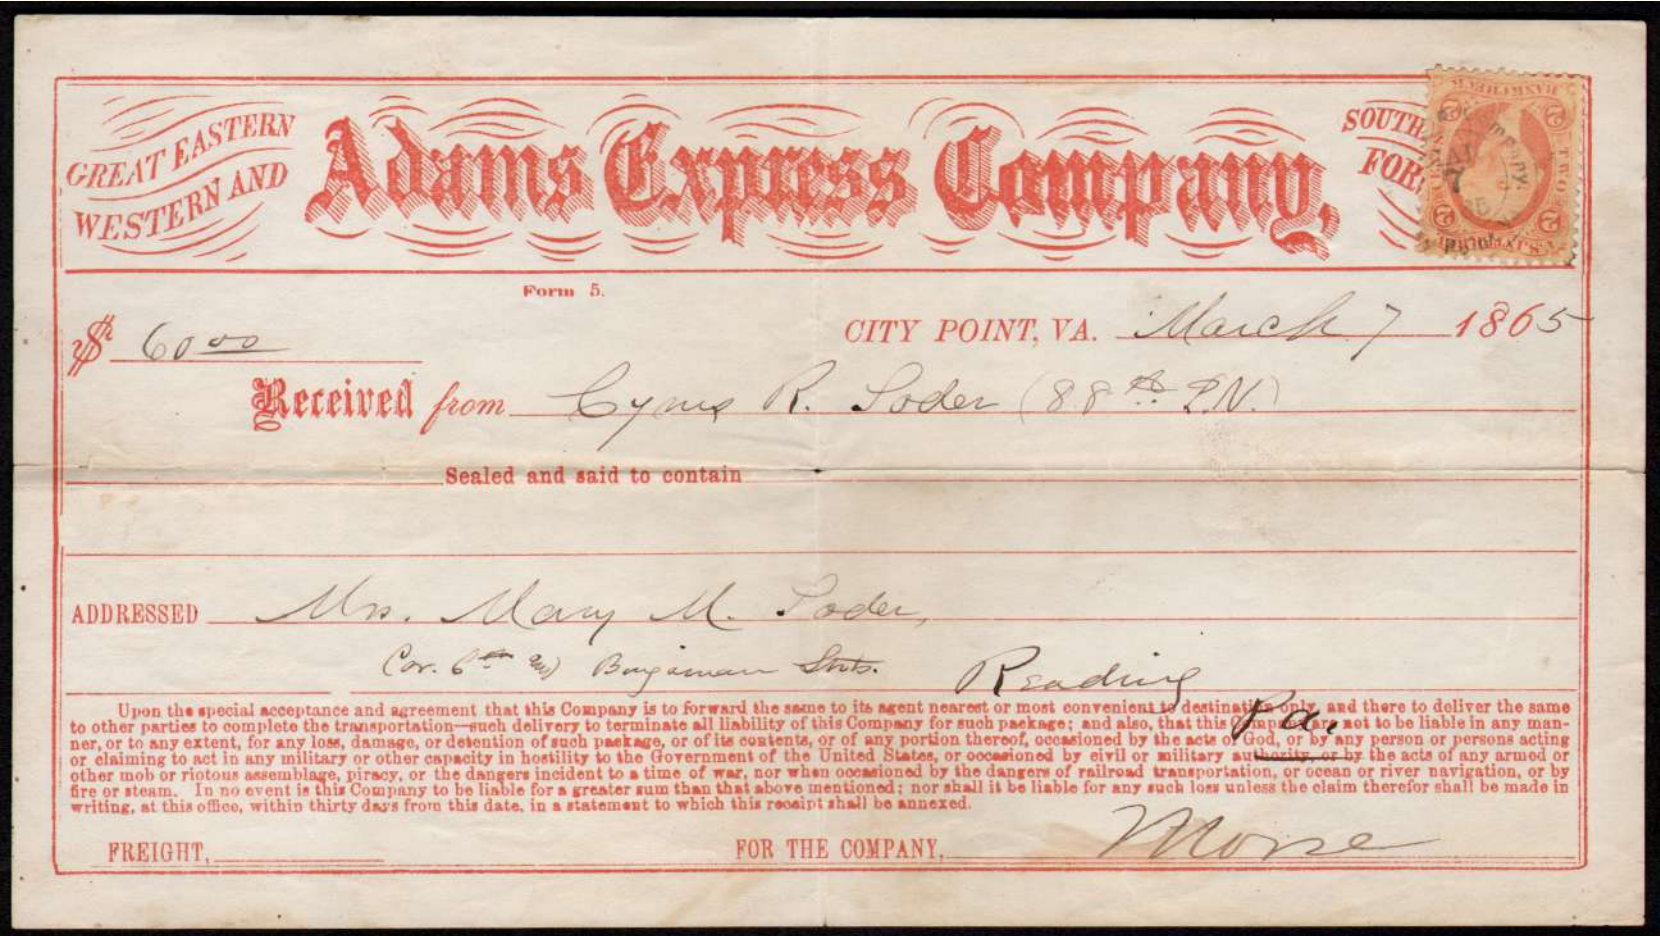 GREAT EASTERN
WESTERN AND
Adams Express Company,
SOUTH
FOR
TWO
2 2
2 2
Form 5.
$ 60 00
CITY POINT, VA. March 7 1865
Received from Cyrus R. Soder (88th P.V.)
Sealed and said to contain
ADDRESSED Mrs. Mary M. Soder,
Cor. 6th and Bingaman Strts. Reading
Pa.
Upon the special acceptance and agreement that this Company is to forward the same to its agent nearest or most convenient to destination only, and there to deliver the same
to other parties to complete the transportation—such delivery to terminate all liability of this Company for such package; and also, that this Company are not to be liable in any man-
ner, or to any extent, for any loss, damage, or detention of such package, or of its contents, or of any portion thereof, occasioned by the acts of God, or by any person or persons acting
or claiming to act in any military or other capacity in hostility to the Government of the United States, or occasioned by civil or military authority, or by the acts of any armed or
other mob or riotous assemblage, piracy, or the dangers incident to a time of war, nor when occasioned by the dangers of railroad transportation, or ocean or river navigation, or by
fire or steam. In no event is this Company to be liable for a greater sum than that above mentioned; nor shall it be liable for any such loss unless the claim therefor shall be made in
writing, at this office, within thirty days from this date, in a statement to which this receipt shall be annexed.
FREIGHT, FOR THE COMPANY, Morse